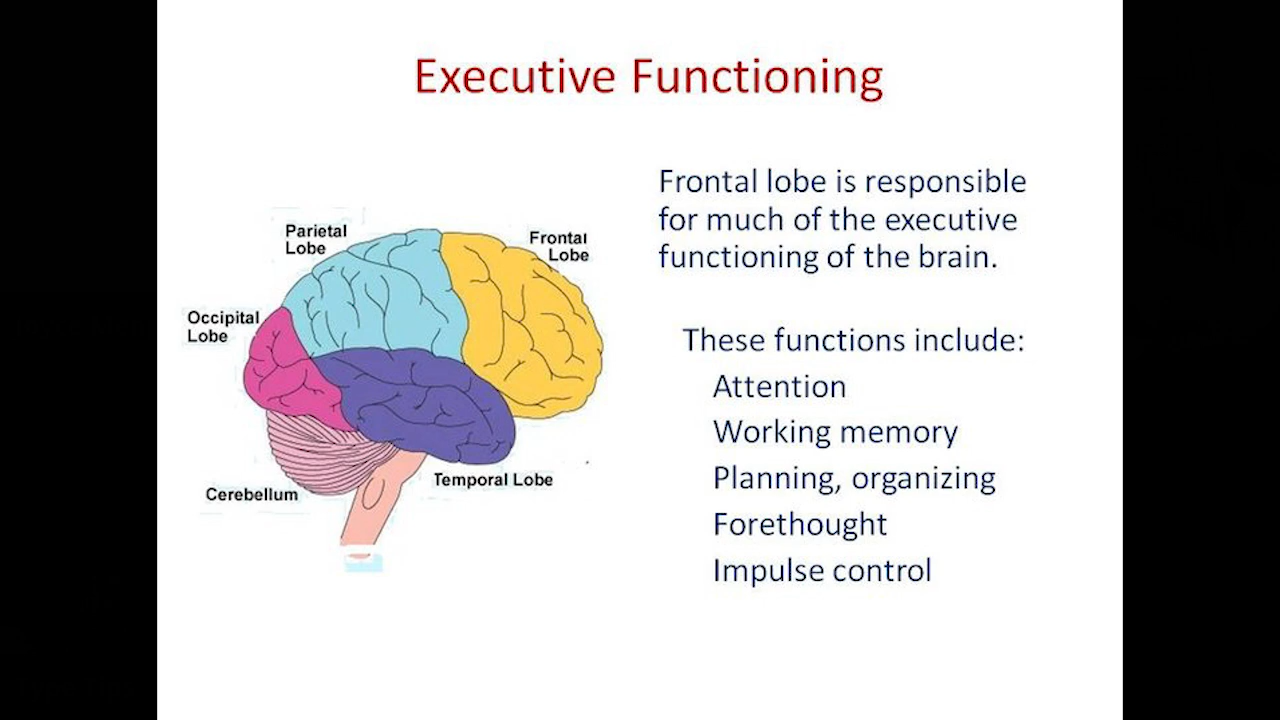 Executive Functioning
Frontal lobe is responsible
for much of the executive
functioning of the brain.
These functions include:
Attention
Working memory
Planning, organizing
Forethought
Impulse control
Parietal
Lobe
Frontal
Lobe
Occipital
Lobe
Temporal Lobe
Cerebellum